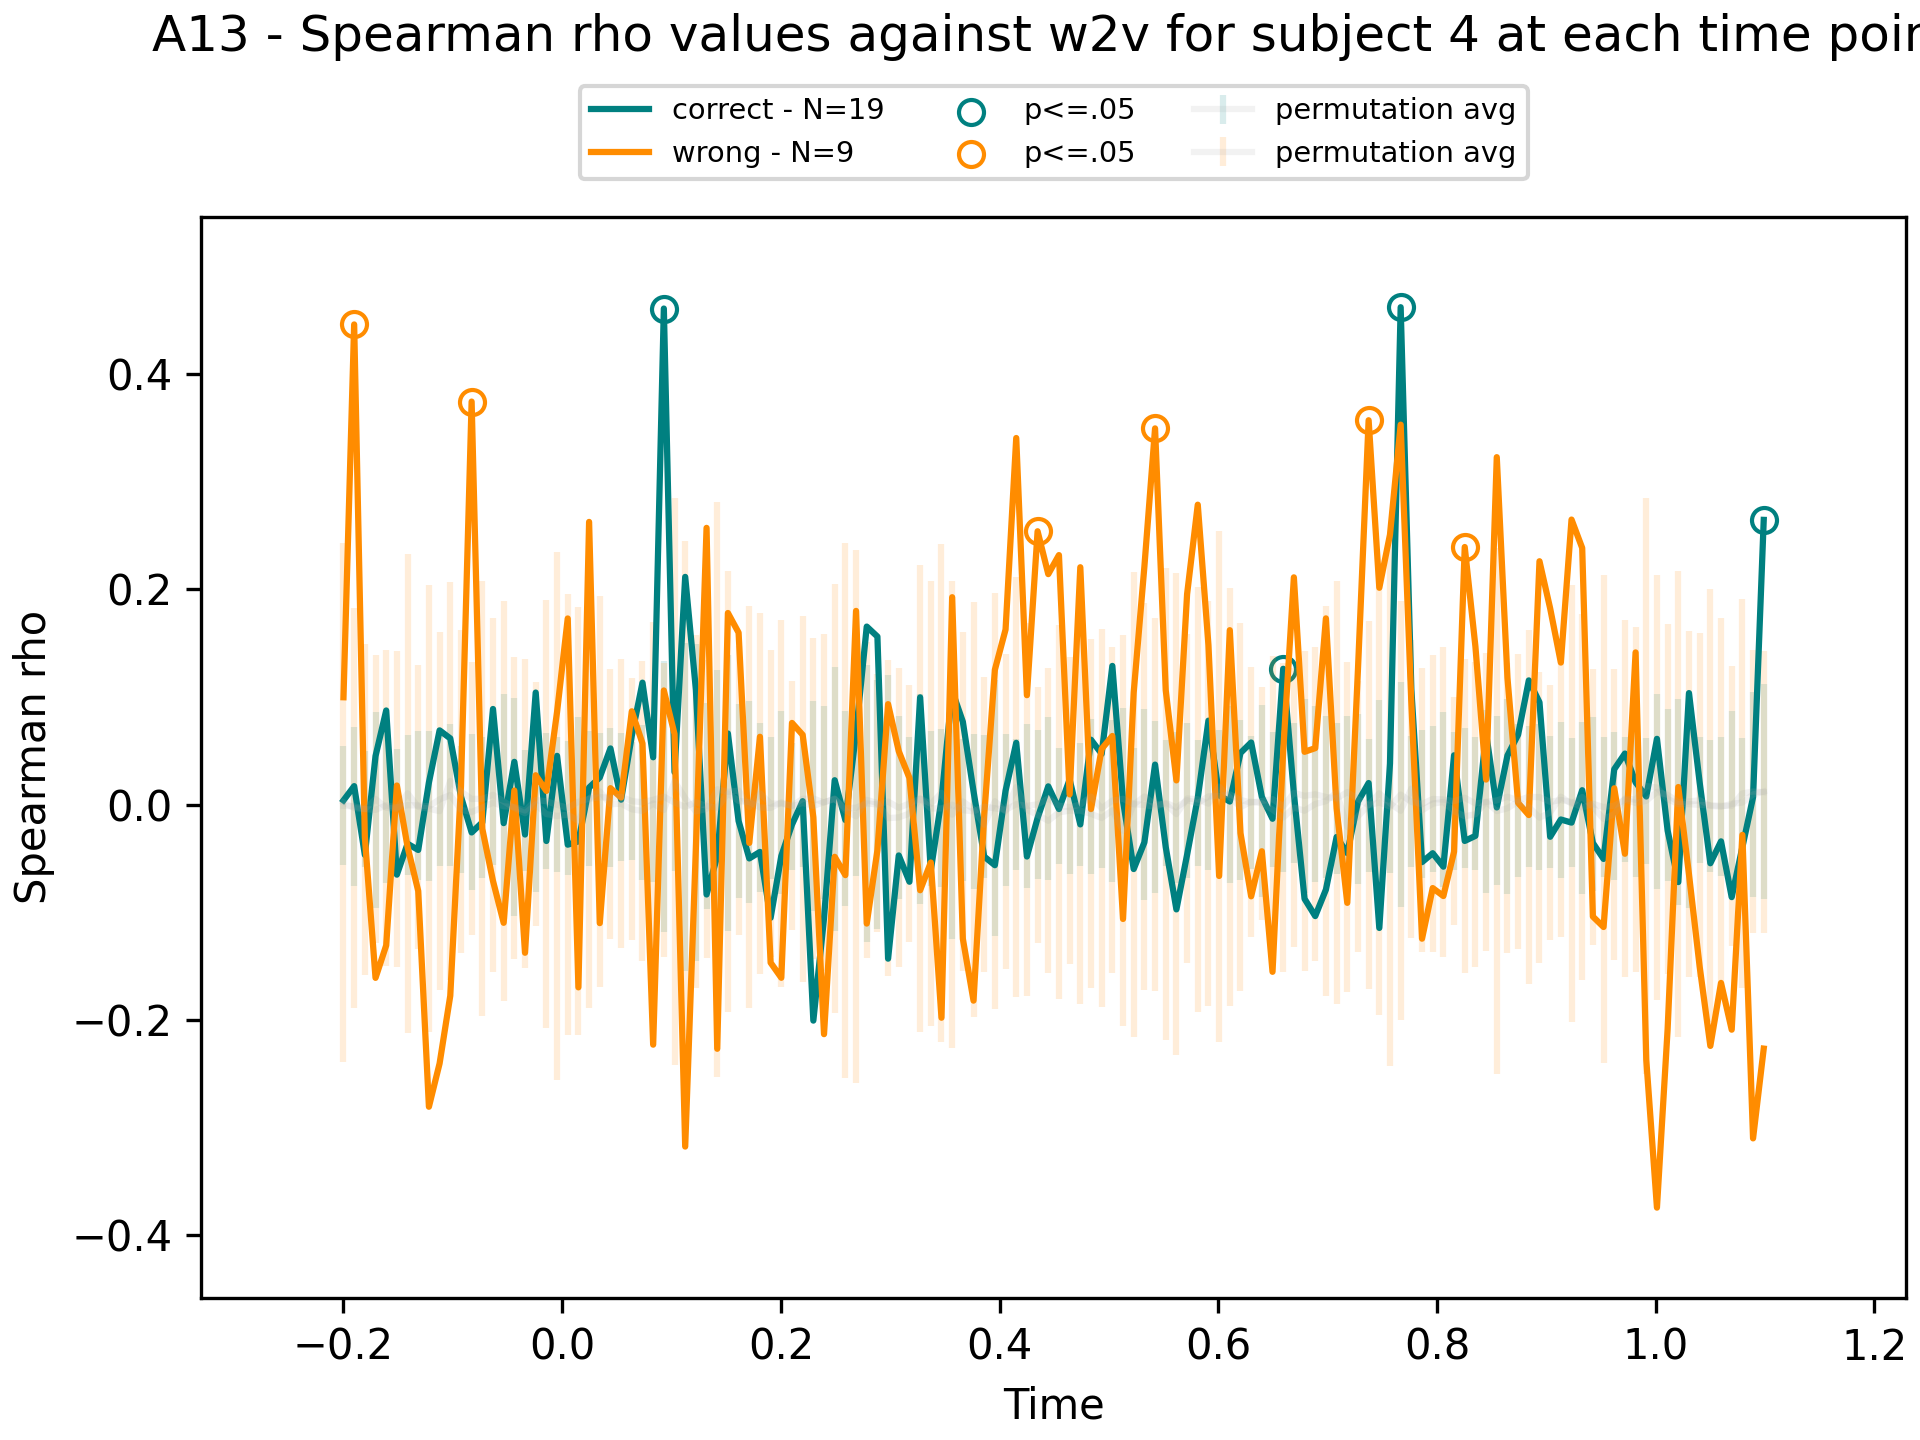 A13 - Spearman rho values against w2v for subject 4 at each time poin
correct - N=19
wrong - N=9
p<=.05
p<=.05
permutation avg
permutation avg
Spearman rho
0.4
0.2
0.0
−0.2
−0.4
−0.2 0.0 0.2 0.4 0.6 0.8 1.0 1.2
Time